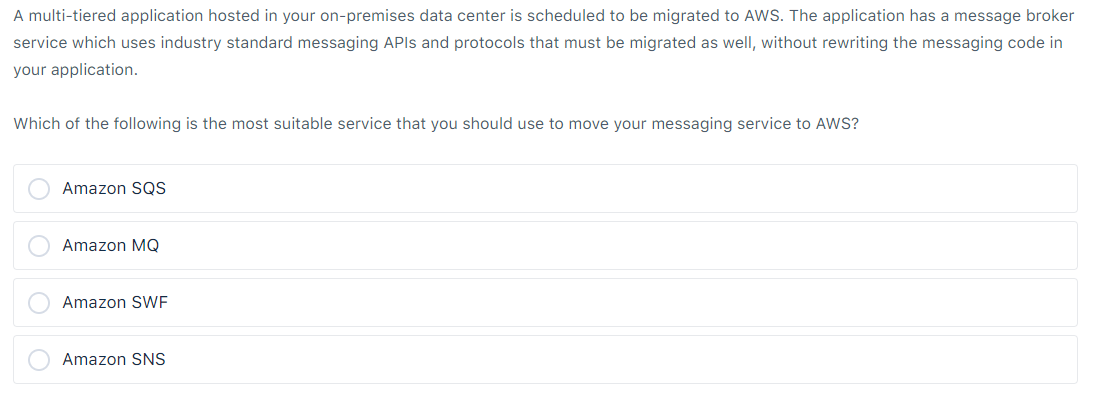 A multi-tiered application hosted in your on-premises data center is scheduled to be migrated to AWS. The application has a message broker
service which uses industry standard messaging APIs and protocols that must be migrated as well, without rewriting the messaging code in
your application.
Which of the following is the most suitable service that you should use to move your messaging service to AWS?
Amazon SQS
Amazon MQ
Amazon SWF
Amazon SNS